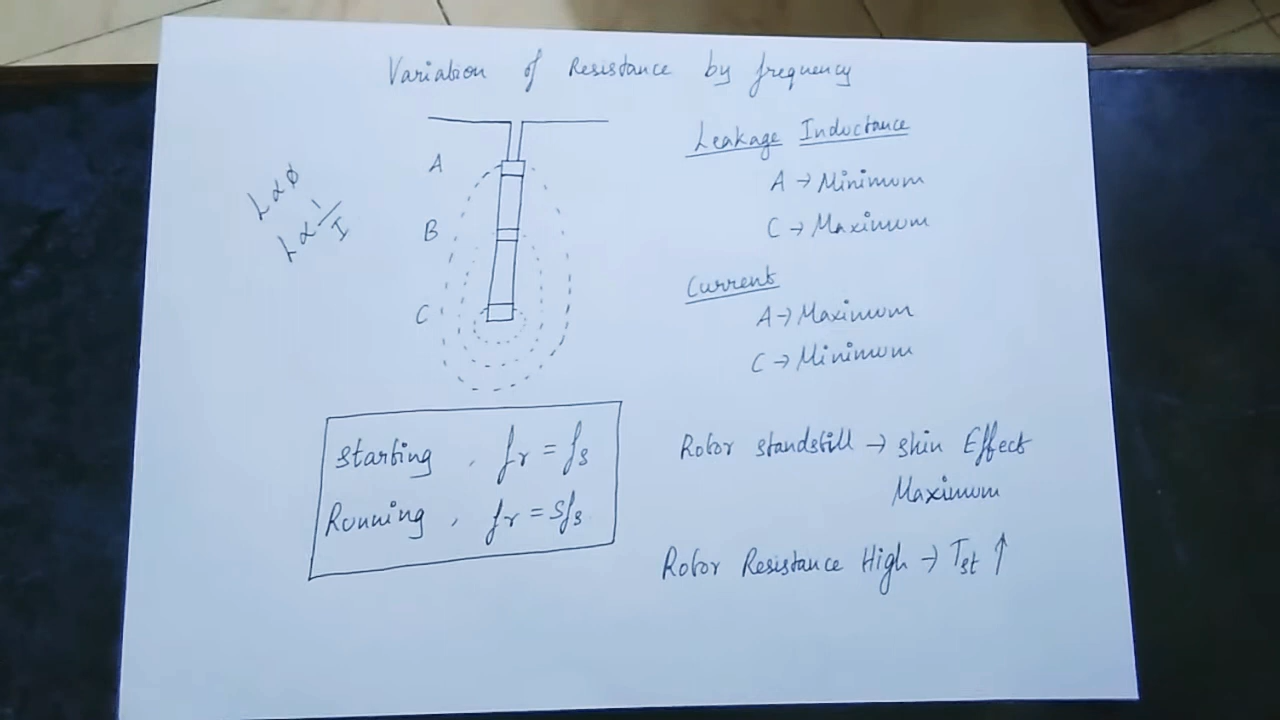 Variation of Resistance by frequency
L α φ
L α 1/I
A
B
C
Leakage Inductance
A → Minimum
C → Maximum
Current
A → Maximum
C → Minimum
starting , fr = fs
Running , fr = sfs
Rotor standstill → skin Effect
Maximum
Rotor Resistance High → Tst ↑